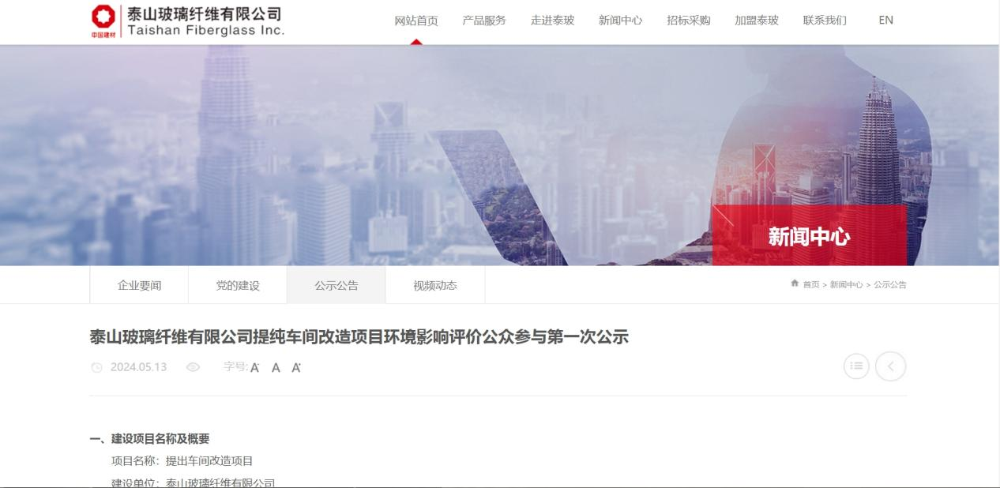 泰山玻璃纤维有限公司
Taishan Fiberglass Inc.
中国建材
网站首页 产品服务 走进泰玻 新闻中心 招标采购 加盟泰玻 联系我们 EN
新闻中心
企业要闻 党的建设 公示公告 视频动态 首页 > 新闻中心 > 公示公告
泰山玻璃纤维有限公司提纯车间改造项目环境影响评价公众参与第一次公示
2024.05.13 字号: A- A A+
一、建设项目名称及概要
项目名称：提出车间改造项目
建设单位：泰山玻璃纤维有限公司